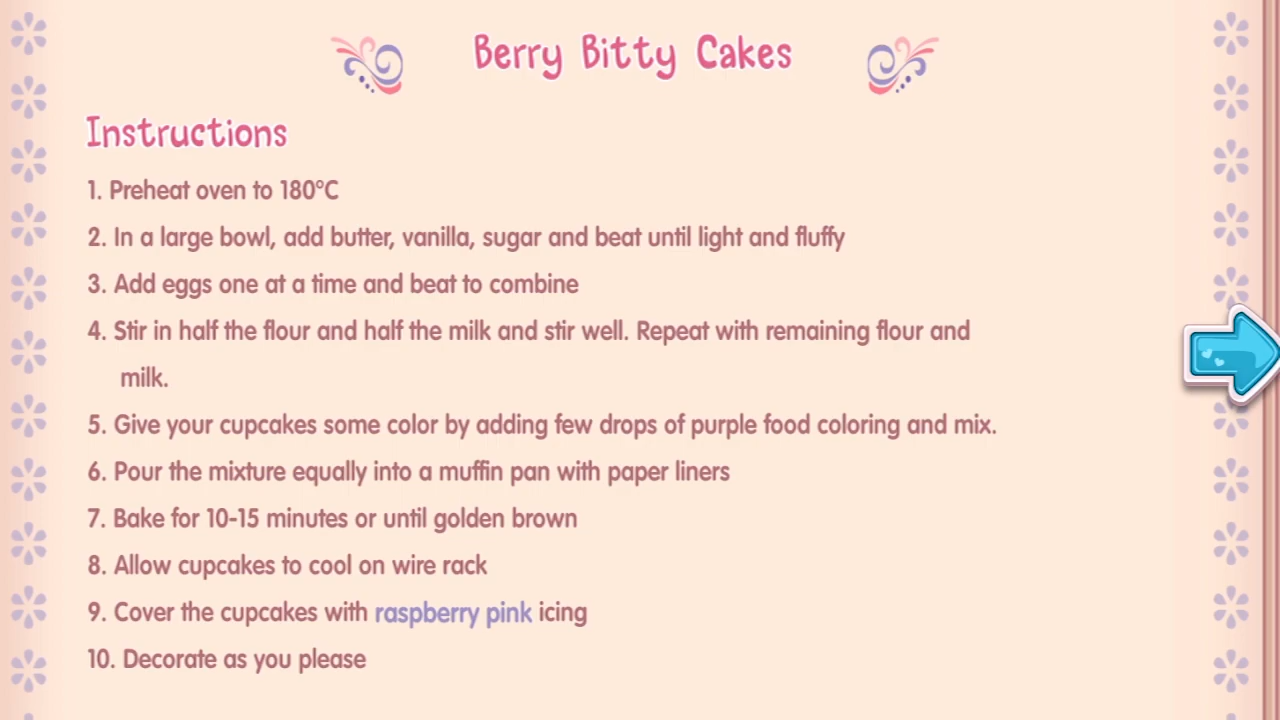 Berry Bitty Cakes
Instructions
1. Preheat oven to 180°C
2. In a large bowl, add butter, vanilla, sugar and beat until light and fluffy
3. Add eggs one at a time and beat to combine
4. Stir in half the flour and half the milk and stir well. Repeat with remaining flour and
milk.
5. Give your cupcakes some color by adding few drops of purple food coloring and mix.
6. Pour the mixture equally into a muffin pan with paper liners
7. Bake for 10-15 minutes or until golden brown
8. Allow cupcakes to cool on wire rack
9. Cover the cupcakes with raspberry pink icing
10. Decorate as you please